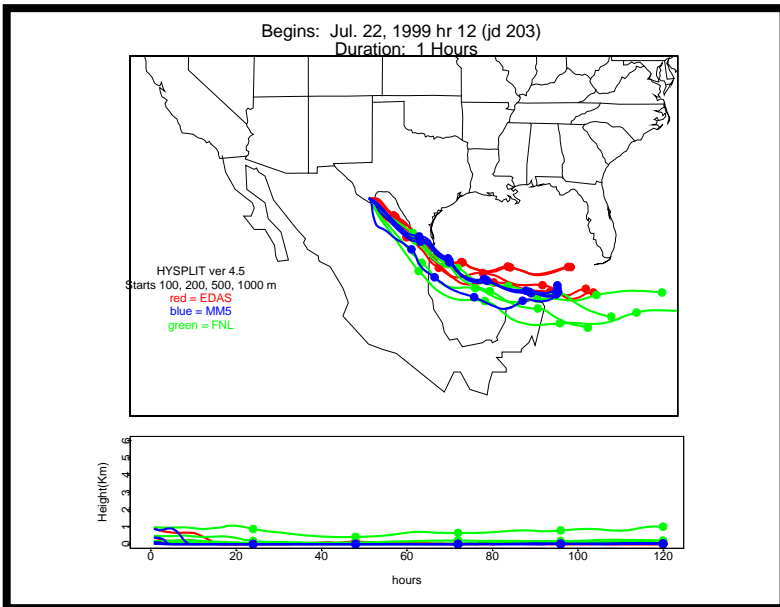 Begins:  Jul. 22, 1999 hr 12 (jd 203)
Duration:  1 Hours
HYSPLIT ver 4.5
Starts 100, 200, 500, 1000 m
red = EDAS
blue = MM5
green = FNL
Height(Km)
6
5
4
3
2
1
0
0 20 40 60 80 100 120
hours